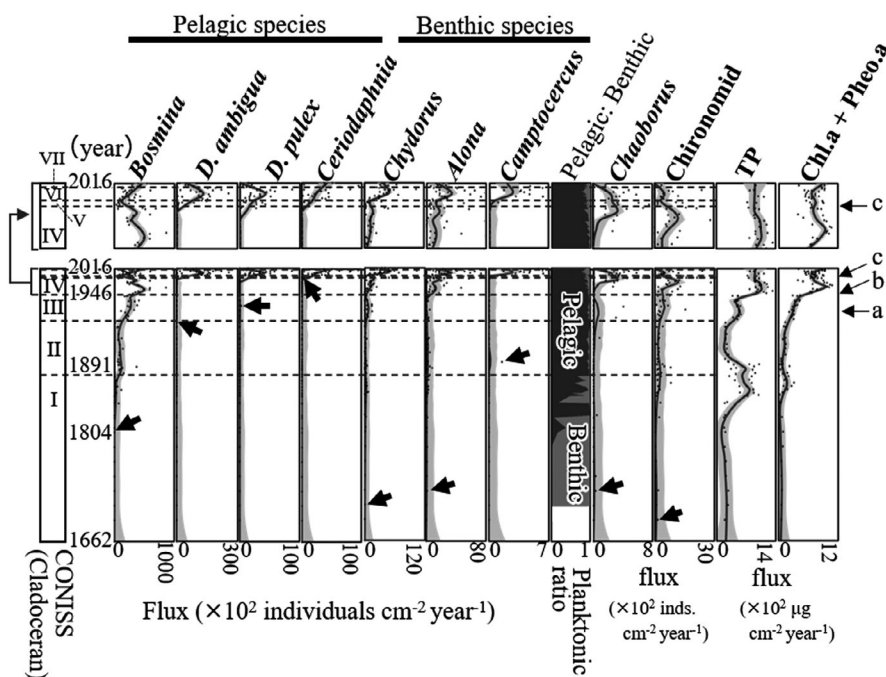 Pelagic species
Benthic species
Bosmina
D. ambigua
D. pulex
Ceriodaphnia
Chydorus
Alona
Camptocercus
Pelagic: Benthic
Chaoborus
Chironomid
TP
Chl.a + Pheo.a
(year)
VII
2016
VI
V
IV
c
2016
IV
1946
III
c
b
a
II
1891
I
1804
1662
Pelagic
Benthic
0 1000
0 300
0 100
0 100
0 120
0 80
0 7
0 1
0 8
0 30
0 14
0 12
CONISS
(Cladoceran)
Flux (×10² individuals cm⁻² year⁻¹)
Planktonic
ratio
flux
(×10² inds.
cm⁻² year⁻¹)
flux
(×10² µg
cm⁻² year⁻¹)